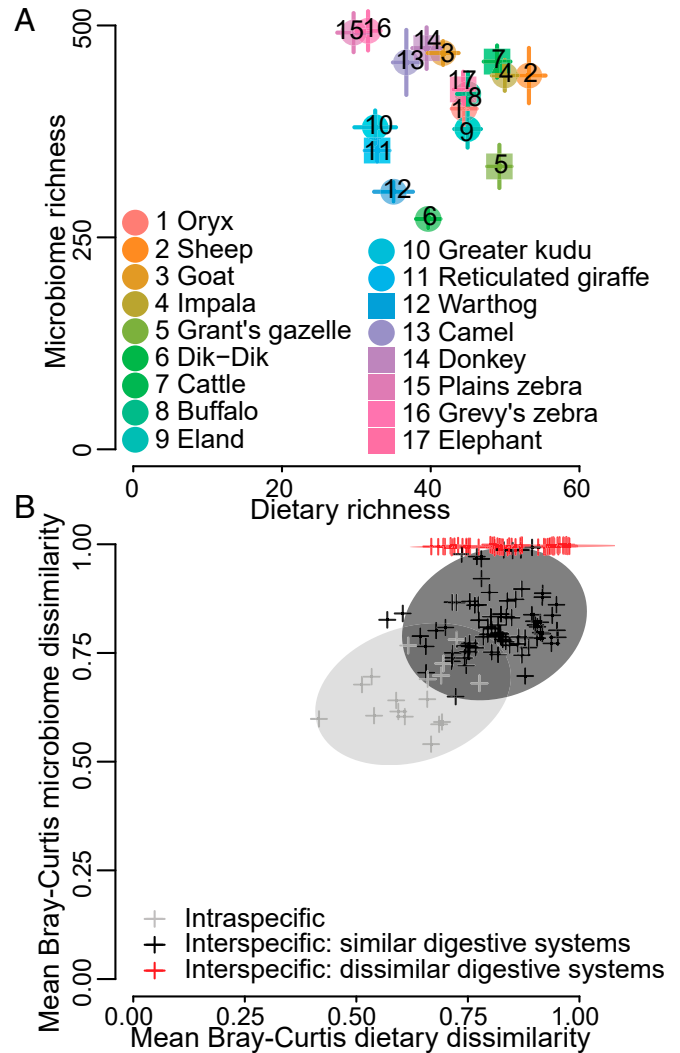 A
500
250
0
Microbiome richness
15
16
14
13
3
7
4
2
17
8
1
9
10
11
5
12
6
1 Oryx
2 Sheep
3 Goat
4 Impala
5 Grant's gazelle
6 Dik−Dik
7 Cattle
8 Buffalo
9 Eland
10 Greater kudu
11 Reticulated giraffe
12 Warthog
13 Camel
14 Donkey
15 Plains zebra
16 Grevy's zebra
17 Elephant
0 20 40 60
Dietary richness
B
Mean Bray-Curtis microbiome dissimilarity
1.00
0.75
0.50
0.25
0.00
Intraspecific
Interspecific: similar digestive systems
Interspecific: dissimilar digestive systems
0.00 0.25 0.50 0.75 1.00
Mean Bray-Curtis dietary dissimilarity